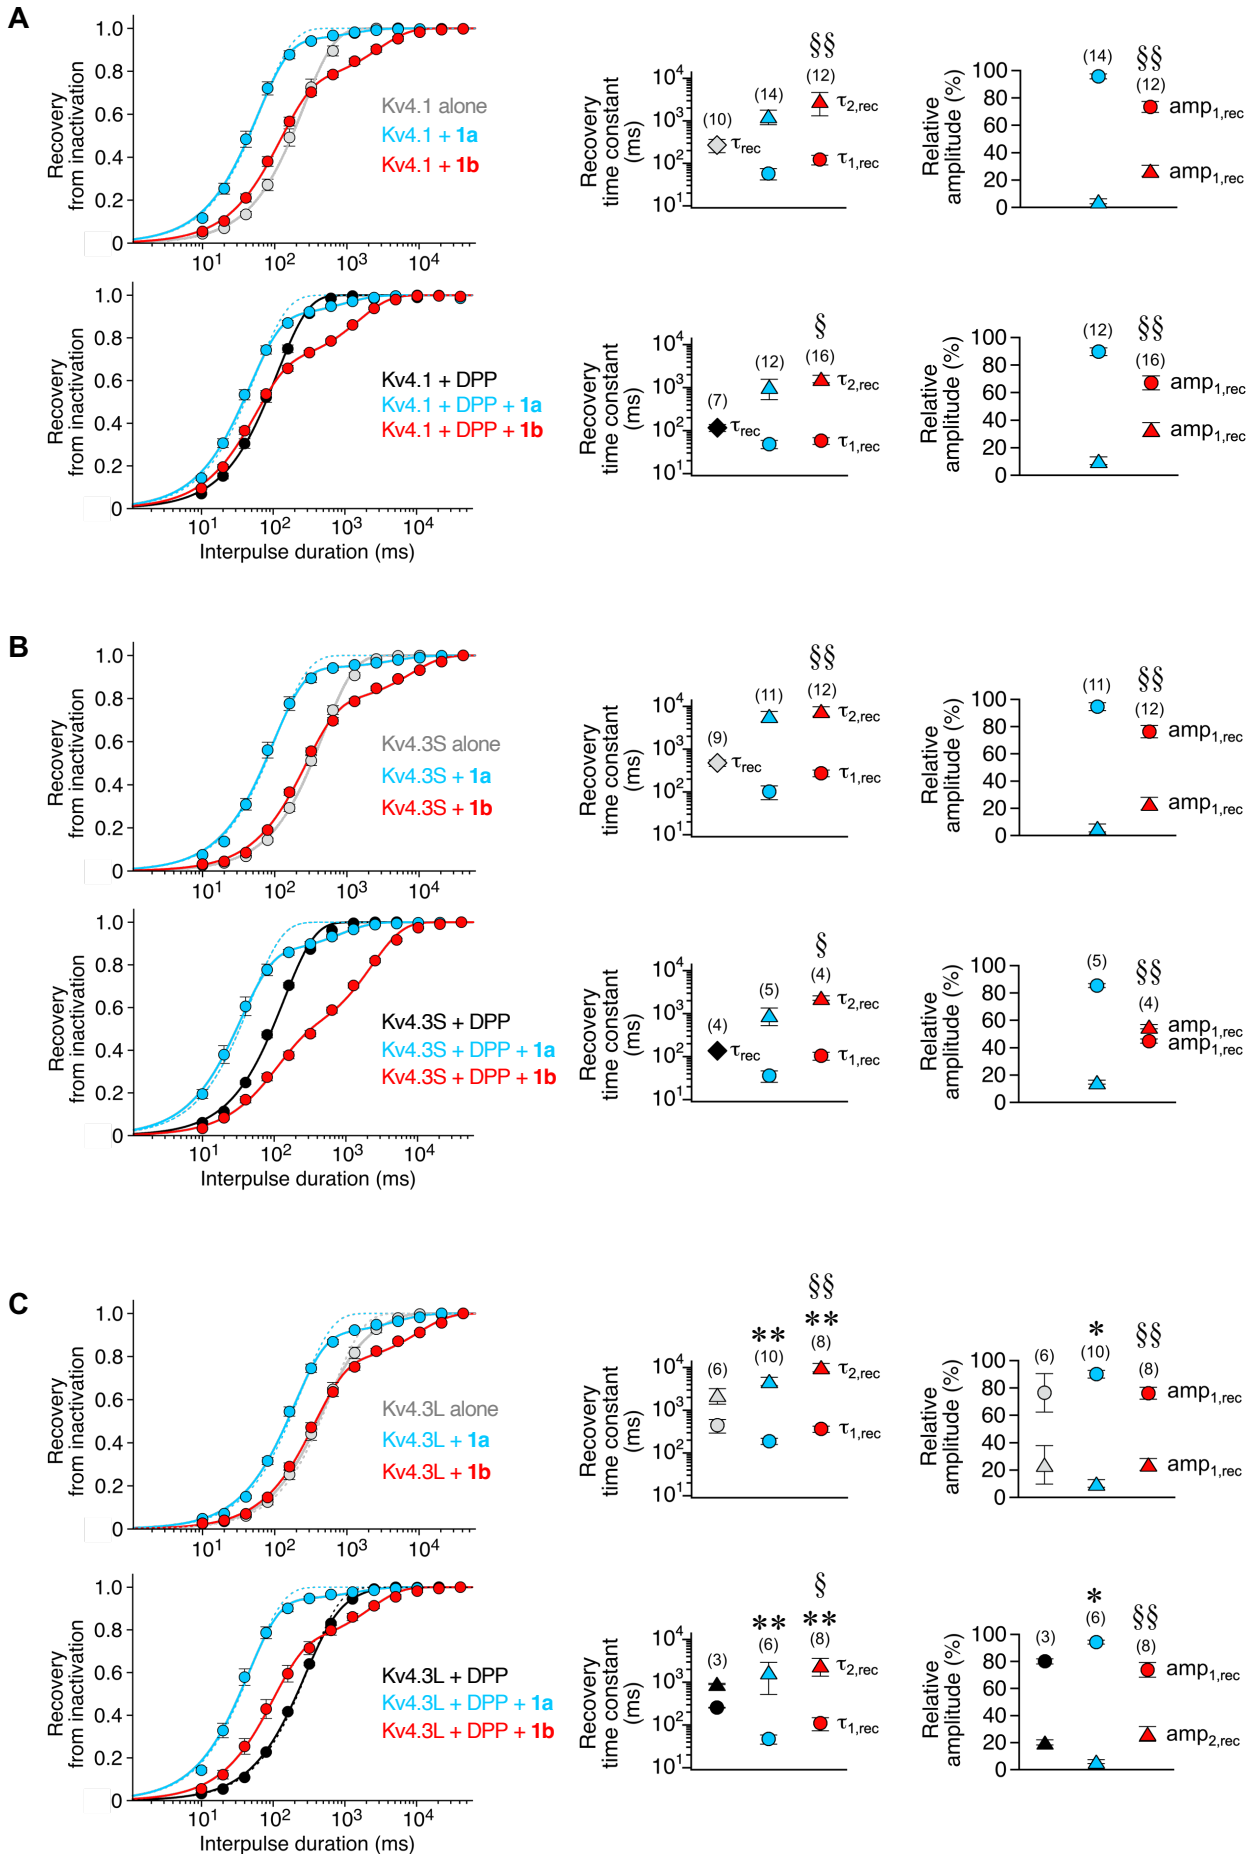 A
Recovery
from inactivation
1.0
0.8
0.6
0.4
0.2
0
10¹ 10² 10³ 10⁴
Kv4.1 alone
Kv4.1 + 1a
Kv4.1 + 1b
Recovery
time constant
(ms)
10⁴
10³
10²
10¹
(10)
(14)
§§
(12)
τrec
τ2,rec
τ1,rec
Relative
amplitude (%)
100
80
60
40
20
0
(14)
§§
(12)
amp1,rec
amp1,rec
Recovery
from inactivation
1.0
0.8
0.6
0.4
0.2
0
10¹ 10² 10³ 10⁴
Interpulse duration (ms)
Kv4.1 + DPP
Kv4.1 + DPP + 1a
Kv4.1 + DPP + 1b
Recovery
time constant
(ms)
10⁴
10³
10²
10¹
(7)
(12)
§
(16)
τrec
τ2,rec
τ1,rec
Relative
amplitude (%)
100
80
60
40
20
0
(12)
§§
(16)
amp1,rec
amp1,rec
B
Recovery
from inactivation
1.0
0.8
0.6
0.4
0.2
0
10¹ 10² 10³ 10⁴
Kv4.3S alone
Kv4.3S + 1a
Kv4.3S + 1b
Recovery
time constant
(ms)
10⁴
10³
10²
10¹
(9)
(11)
§§
(12)
τrec
τ2,rec
τ1,rec
Relative
amplitude (%)
100
80
60
40
20
0
(11)
§§
(12)
amp1,rec
amp1,rec
Recovery
from inactivation
1.0
0.8
0.6
0.4
0.2
0
10¹ 10² 10³ 10⁴
Interpulse duration (ms)
Kv4.3S + DPP
Kv4.3S + DPP + 1a
Kv4.3S + DPP + 1b
Recovery
time constant
(ms)
10⁴
10³
10²
10¹
(4)
(5)
§
(4)
τrec
τ2,rec
τ1,rec
Relative
amplitude (%)
100
80
60
40
20
0
(5)
§§
(4)
amp1,rec
amp1,rec
C
Recovery
from inactivation
1.0
0.8
0.6
0.4
0.2
0
10¹ 10² 10³ 10⁴
Kv4.3L alone
Kv4.3L + 1a
Kv4.3L + 1b
Recovery
time constant
(ms)
10⁴
10³
10²
10¹
(6)
**
(10)
§§
**
(8)
τ2,rec
τ1,rec
Relative
amplitude (%)
100
80
60
40
20
0
(6)
*
(10)
§§
(8)
amp1,rec
amp1,rec
Recovery
from inactivation
1.0
0.8
0.6
0.4
0.2
0
10¹ 10² 10³ 10⁴
Interpulse duration (ms)
Kv4.3L + DPP
Kv4.3L + DPP + 1a
Kv4.3L + DPP + 1b
Recovery
time constant
(ms)
10⁴
10³
10²
10¹
(3)
**
(6)
§
**
(8)
τ2,rec
τ1,rec
Relative
amplitude (%)
100
80
60
40
20
0
(3)
*
(6)
§§
(8)
amp1,rec
amp2,rec